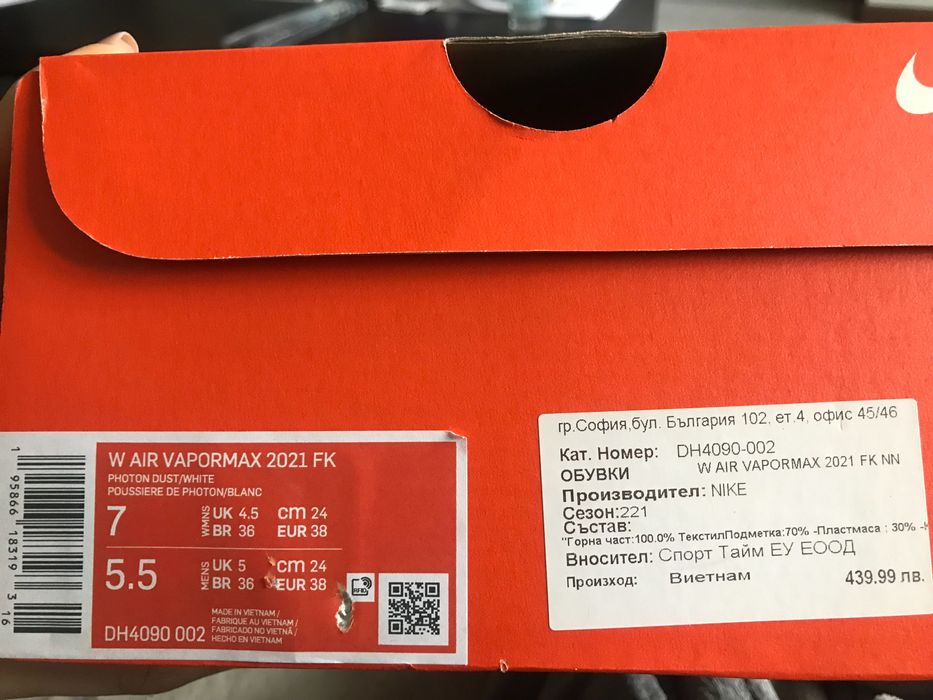 W AIR VAPORMAX 2021 FK
PHOTON DUST/WHITE
POUSSIERE DE PHOTON/BLANC
7 WMNS UK 4.5 cm 24
BR 36 EUR 38
5.5 MENS UK 5 cm 24
BR 36 EUR 38
MADE IN VIETNAM /
FABRIQUE AU VIETNAM /
FABRICADO NO VIETNÃ /
HECHO EN VIETNAM
DH4090 002
RFID
1 95866 18319 3 16
гр.София,бул. България 102, ет.4, офис 45/46
Кат. Номер: DH4090-002
ОБУВКИ W AIR VAPORMAX 2021 FK NN
Производител: NIKE
Сезон:221
Състав:
"Горна част:100.0% ТекстилПодметка:70% -Пластмаса : 30% -
Вносител: Спорт Тайм ЕУ ЕООД
Произход: Виетнам 439.99 лв.